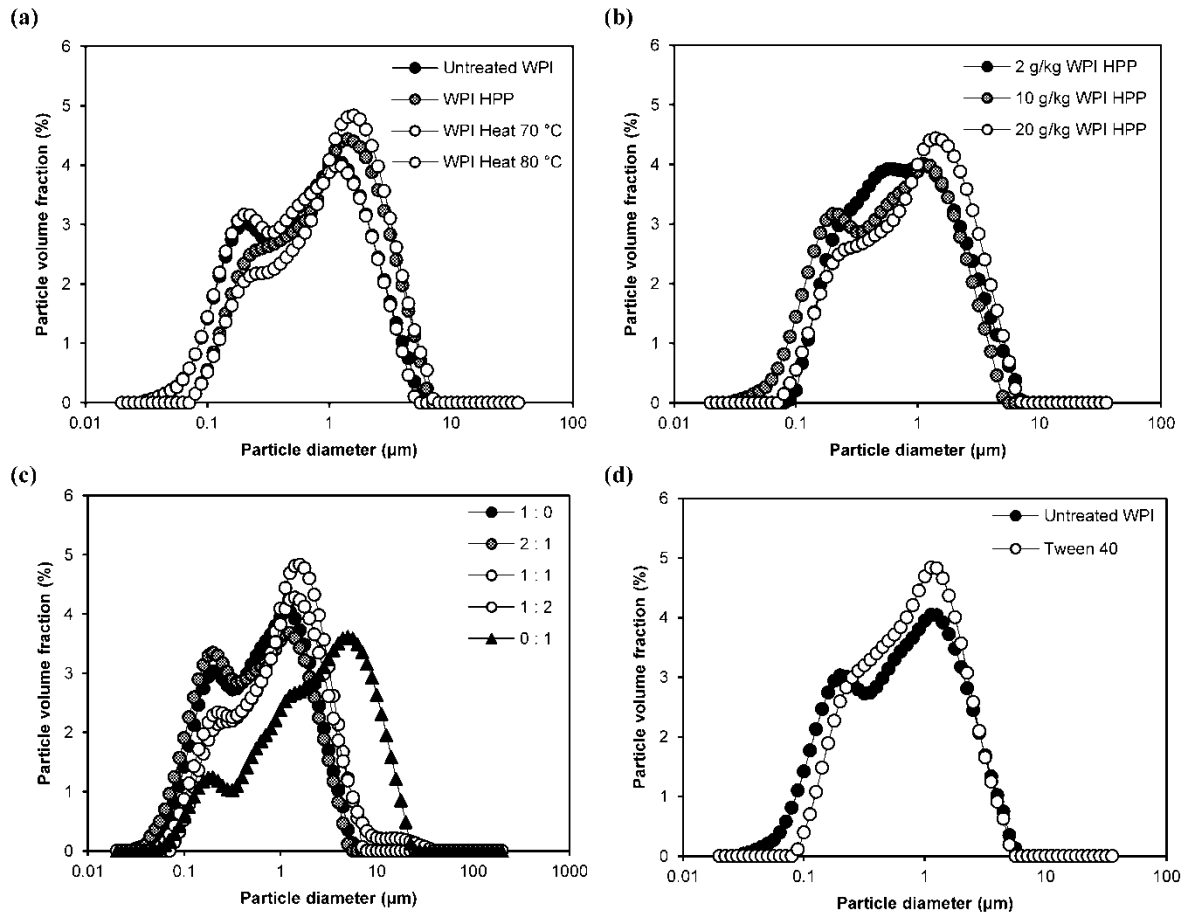 (a)
6
5
4
3
2
1
0
Particle volume fraction (%)
Untreated WPI
WPI HPP
WPI Heat 70 °C
WPI Heat 80 °C
0.01 0.1 1 10 100
Particle diameter (µm)
(b)
6
5
4
3
2
1
0
Particle volume fraction (%)
2 g/kg WPI HPP
10 g/kg WPI HPP
20 g/kg WPI HPP
0.01 0.1 1 10 100
Particle diameter (µm)
(c)
6
5
4
3
2
1
0
Particle volume fraction (%)
1 : 0
2 : 1
1 : 1
1 : 2
0 : 1
0.01 0.1 1 10 100 1000
Particle diameter (µm)
(d)
6
5
4
3
2
1
0
Particle volume fraction (%)
Untreated WPI
Tween 40
0.01 0.1 1 10 100
Particle diameter (µm)